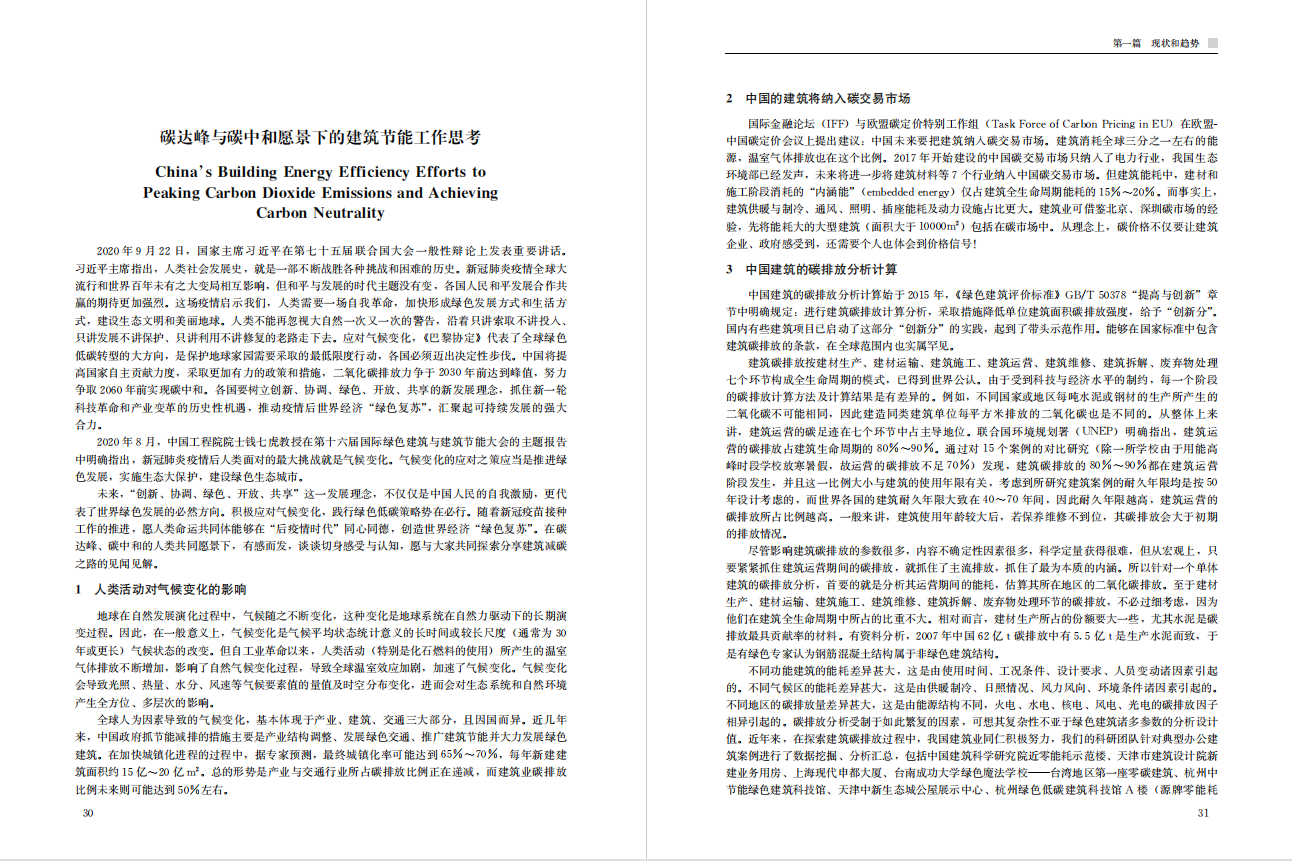 碳达峰与碳中和愿景下的建筑节能工作思考
China's Building Energy Efficiency Efforts to
Peaking Carbon Dioxide Emissions and Achieving
Carbon Neutrality
2020 年 9 月 22 日，国家主席习近平在第七十五届联合国大会一般性辩论上发表重要讲话。
习近平主席指出，人类社会发展史，就是一部不断战胜各种挑战和困难的历史。新冠肺炎疫情全球大
流行和世界百年未有之大变局相互影响，但和平与发展的时代主题没有变，各国人民和平发展合作共
赢的期待更加强烈。这场疫情启示我们，人类需要一场自我革命，加快形成绿色发展方式和生活方
式，建设生态文明和美丽地球。人类不能再忽视大自然一次又一次的警告，沿着只讲索取不讲投入、
只讲发展不讲保护、只讲利用不讲修复的老路走下去。应对气候变化，《巴黎协定》代表了全球绿色
低碳转型的大方向，是保护地球家园需要采取的最低限度行动，各国必须迈出决定性步伐。中国将提
高国家自主贡献力度，采取更加有力的政策和措施，二氧化碳排放力争于 2030 年前达到峰值，努力
争取 2060 年前实现碳中和。各国要树立创新、协调、绿色、开放、共享的新发展理念，抓住新一轮
科技革命和产业变革的历史性机遇，推动疫情后世界经济“绿色复苏”，汇聚起可持续发展的强大
合力。
2020 年 8 月，中国工程院院士钱七虎教授在第十六届国际绿色建筑与建筑节能大会的主题报告
中明确指出，新冠肺炎疫情后人类面对的最大挑战就是气候变化。气候变化的应对之策应当是推进绿
色发展，实施生态大保护，建设绿色生态城市。
未来，“创新、协调、绿色、开放、共享”这一发展理念，不仅仅是中国人民的自我激励，更代
表了世界绿色发展的必然方向。积极应对气候变化，践行绿色低碳策略势在必行。随着新冠疫苗接种
工作的推进，愿人类命运共同体能够在“后疫情时代”同心同德，创造世界经济“绿色复苏”。在碳
达峰、碳中和的人类共同愿景下，有感而发，谈谈切身感受与认知，愿与大家共同探索分享建筑减碳
之路的见闻见解。
1 人类活动对气候变化的影响
地球在自然发展演化过程中，气候随之不断变化，这种变化是地球系统在自然力驱动下的长期演
变过程。因此，在一般意义上，气候变化是气候平均状态统计意义的长时间或较长尺度（通常为 30
年或更长）气候状态的改变。但自工业革命以来，人类活动（特别是化石燃料的使用）所产生的温室
气体排放不断增加，影响了自然气候变化过程，导致全球温室效应加剧，加速了气候变化。气候变化
会导致光照、热量、水分、风速等气候要素值的量值及时空分布变化，进而会对生态系统和自然环境
产生全方位、多层次的影响。
全球人为因素导致的气候变化，基本体现于产业、建筑、交通三大部分，且因国而异。近几年
来，中国政府抓节能减排的措施主要是产业结构调整、发展绿色交通、推广建筑节能并大力发展绿色
建筑。在加快城镇化进程的过程中，据专家预测，最终城镇化率可能达到 65%～70%，每年新建建
筑面积约 15 亿～20 亿 m²。总的形势是产业与交通行业所占碳排放比例正在递减，而建筑业碳排放
比例未来则可能达到 50%左右。
30
第一篇 现状和趋势
2 中国的建筑将纳入碳交易市场
国际金融论坛（IFF）与欧盟碳定价特别工作组（Task Force of Carbon Pricing in EU）在欧盟-
中国碳定价会议上提出建议：中国未来要把建筑纳入碳交易市场。建筑消耗全球三分之一左右的能
源，温室气体排放也在这个比例。2017 年开始建设的中国碳交易市场只纳入了电力行业，我国生态
环境部已经发声，未来将进一步将建筑材料等 7 个行业纳入中国碳交易市场。但建筑能耗中，建材和
施工阶段消耗的“内涵能”（embedded energy）仅占建筑全生命周期能耗的 15%～20%。而事实上，
建筑供暖与制冷、通风、照明、插座能耗及动力设施占比更大。建筑业可借鉴北京、深圳碳市场的经
验，先将能耗大的大型建筑（面积大于 10000m²）包括在碳市场中。从理念上，碳价格不仅要让建筑
企业、政府感受到，还需要个人也体会到价格信号！
3 中国建筑的碳排放分析计算
中国建筑的碳排放分析计算始于 2015 年，《绿色建筑评价标准》GB/T 50378“提高与创新”章
节中明确规定：进行建筑碳排放计算分析，采取措施降低单位建筑面积碳排放强度，给予“创新分”。
国内有些建筑项目已启动了这部分“创新分”的实践，起到了带头示范作用。能够在国家标准中包含
建筑碳排放的条款，在全球范围内也实属罕见。
建筑碳排放按建材生产、建材运输、建筑施工、建筑运营、建筑维修、建筑拆解、废弃物处理
七个环节构成全生命周期的模式，已得到世界公认。由于受到科技与经济水平的制约，每一个阶段
的碳排放计算方法及计算结果是有差异的。例如，不同国家或地区每吨水泥或钢材的生产所产生的
二氧化碳不可能相同，因此建造同类建筑单位每平方米排放的二氧化碳也是不同的。从整体上来
讲，建筑运营的碳足迹在七个环节中占主导地位。联合国环境规划署（UNEP）明确指出，建筑运
营的碳排放占建筑生命周期的 80%～90%。通过对 15 个案例的对比研究（除一所学校由于用能高
峰时段学校放寒暑假，故运营的碳排放不足 70%）发现，建筑碳排放的 80%～90%都在建筑运营
阶段发生，并且这一比例大小与建筑的使用年限有关，考虑到所研究建筑案例的耐久年限均是按 50
年设计考虑的，而世界各国的建筑耐久年限大致在 40～70 年间，因此耐久年限越高，建筑运营的
碳排放所占比例越高。一般来讲，建筑使用年龄较大后，若保养维修不到位，其碳排放会大于初期
的排放情况。
尽管影响建筑碳排放的参数很多，内容不确定性因素很多，科学定量获得很难，但从宏观上，只
要紧紧抓住建筑运营期间的碳排放，就抓住了主流排放，抓住了最为本质的内涵。所以针对一个单体
建筑的碳排放分析，首要的就是分析其运营期间的能耗，估算其所在地区的二氧化碳排放。至于建材
生产、建材运输、建筑施工、建筑维修、建筑拆解、废弃物处理环节的碳排放，不必过细考虑，因为
他们在建筑全生命周期中所占的比重不大。相对而言，建材生产所占的份额要大一些，尤其水泥是碳
排放最具贡献率的材料。有资料分析，2007 年中国 62 亿 t 碳排放中有 5.5 亿 t 是生产水泥而致，于
是有绿色专家认为钢筋混凝土结构属于非绿色建筑结构。
不同功能建筑的能耗差异甚大，这是由使用时间、工况条件、设计要求、人员变动诸因素引起
的。不同气候区的能耗差异甚大，这是由供暖制冷、日照情况、风力风向、环境条件诸因素引起的。
不同地区的碳排放量差异甚大，这是由能源结构不同，火电、水电、核电、风电、光电的碳排放因子
相异引起的。碳排放分析受制于如此繁复的因素，可想其复杂性不亚于绿色建筑诸多参数的分析设计
值。近年来，在探索建筑碳排放过程中，我国建筑业同仁积极努力，我们的科研团队针对典型办公建
筑案例进行了数据挖掘、分析汇总，包括中国建筑科学研究院近零能耗示范楼、天津市建筑设计院新
建业务用房、上海现代申都大厦、台南成功大学绿色魔法学校——台湾地区第一座零碳建筑、杭州中
节能绿色建筑科技馆、天津中新生态城公屋展示中心、杭州绿色低碳建筑科技馆 A 楼（源牌零能耗
31